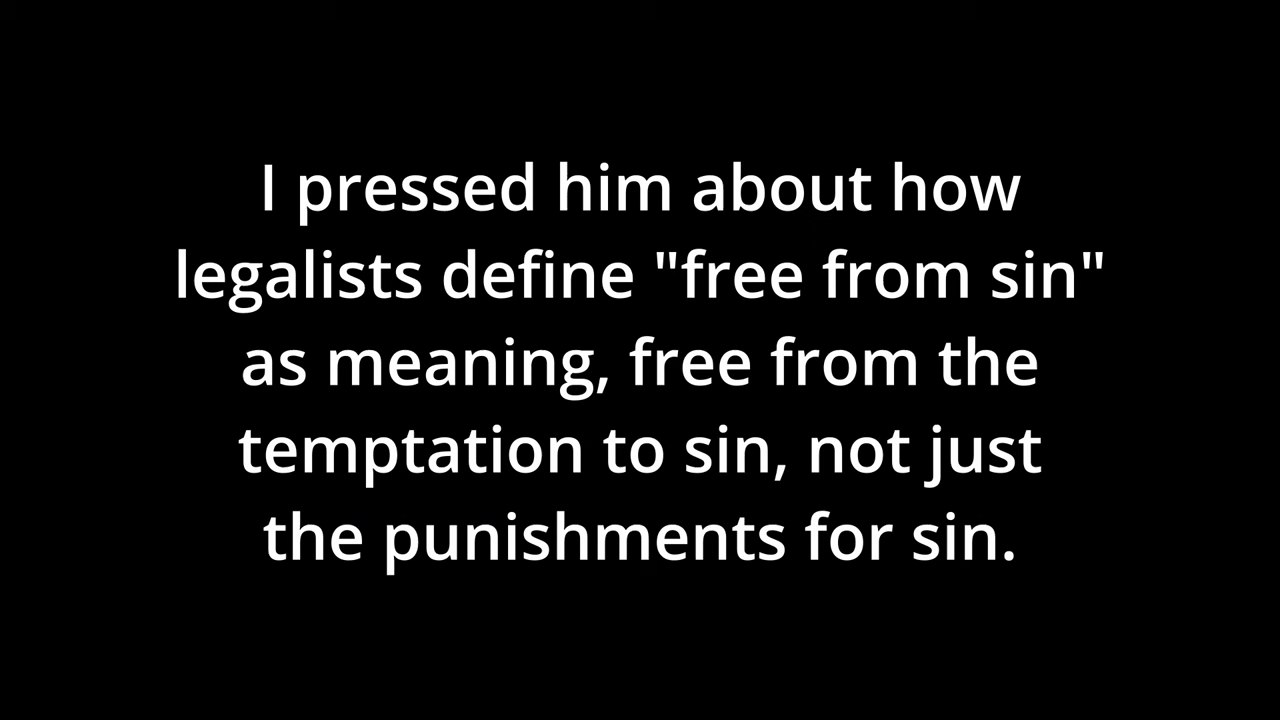 I pressed him about how
legalists define "free from sin"
as meaning, free from the
temptation to sin, not just
the punishments for sin.